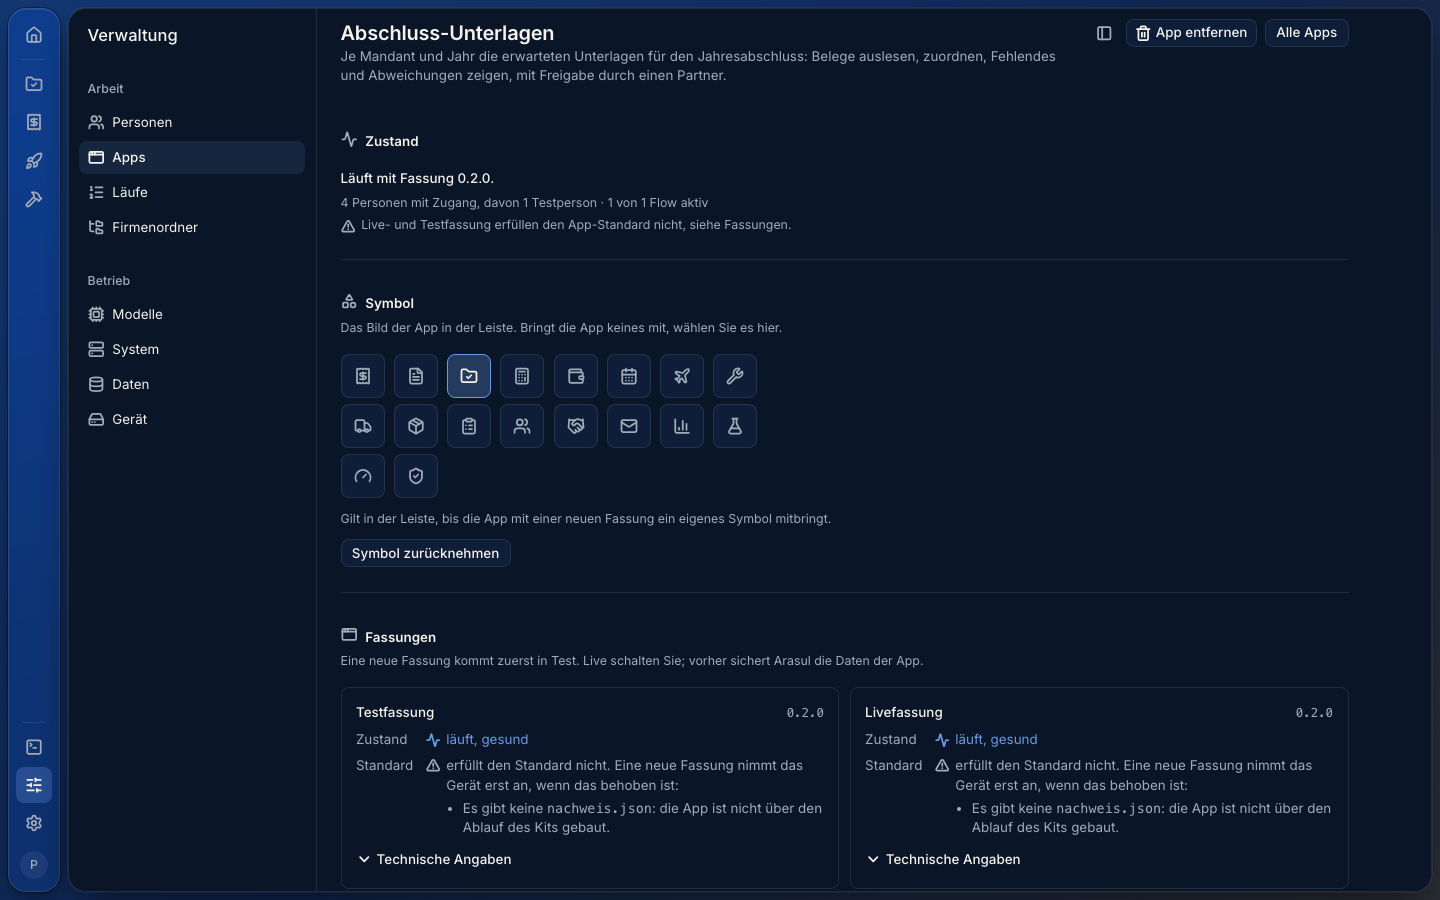 Verwaltung
Arbeit
Personen
Apps
Läufe
Firmenordner
Betrieb
Modelle
System
Daten
Gerät
P
Abschluss-Unterlagen
App entfernen
Alle Apps
Je Mandant und Jahr die erwarteten Unterlagen für den Jahresabschluss: Belege auslesen, zuordnen, Fehlendes
und Abweichungen zeigen, mit Freigabe durch einen Partner.
Zustand
Läuft mit Fassung 0.2.0.
4 Personen mit Zugang, davon 1 Testperson · 1 von 1 Flow aktiv
Live- und Testfassung erfüllen den App-Standard nicht, siehe Fassungen.
Symbol
Das Bild der App in der Leiste. Bringt die App keines mit, wählen Sie es hier.
Gilt in der Leiste, bis die App mit einer neuen Fassung ein eigenes Symbol mitbringt.
Symbol zurücknehmen
Fassungen
Eine neue Fassung kommt zuerst in Test. Live schalten Sie; vorher sichert Arasul die Daten der App.
Testfassung 0.2.0
Zustand läuft, gesund
Standard erfüllt den Standard nicht. Eine neue Fassung nimmt das
Gerät erst an, wenn das behoben ist:
• Es gibt keine nachweis.json: die App ist nicht über den
Ablauf des Kits gebaut.
Technische Angaben
Livefassung 0.2.0
Zustand läuft, gesund
Standard erfüllt den Standard nicht. Eine neue Fassung nimmt das
Gerät erst an, wenn das behoben ist:
• Es gibt keine nachweis.json: die App ist nicht über den
Ablauf des Kits gebaut.
Technische Angaben